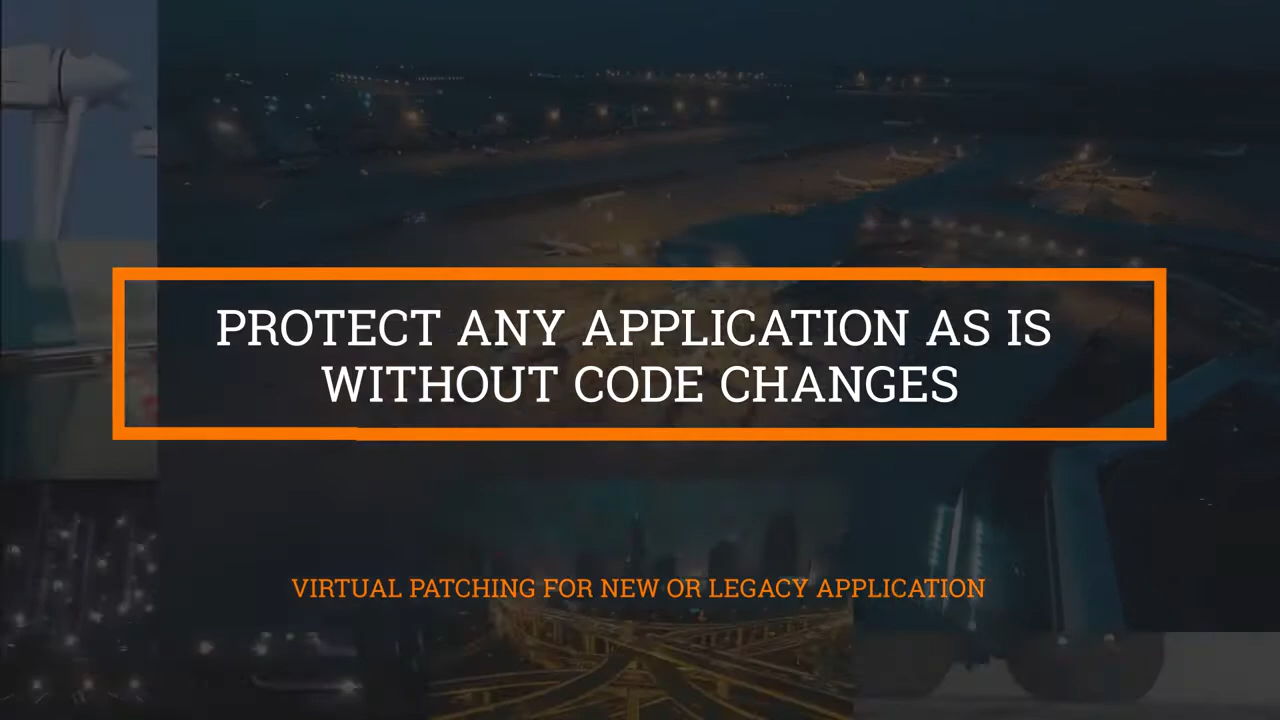 PROTECT ANY APPLICATION AS IS
WITHOUT CODE CHANGES
VIRTUAL PATCHING FOR NEW OR LEGACY APPLICATION